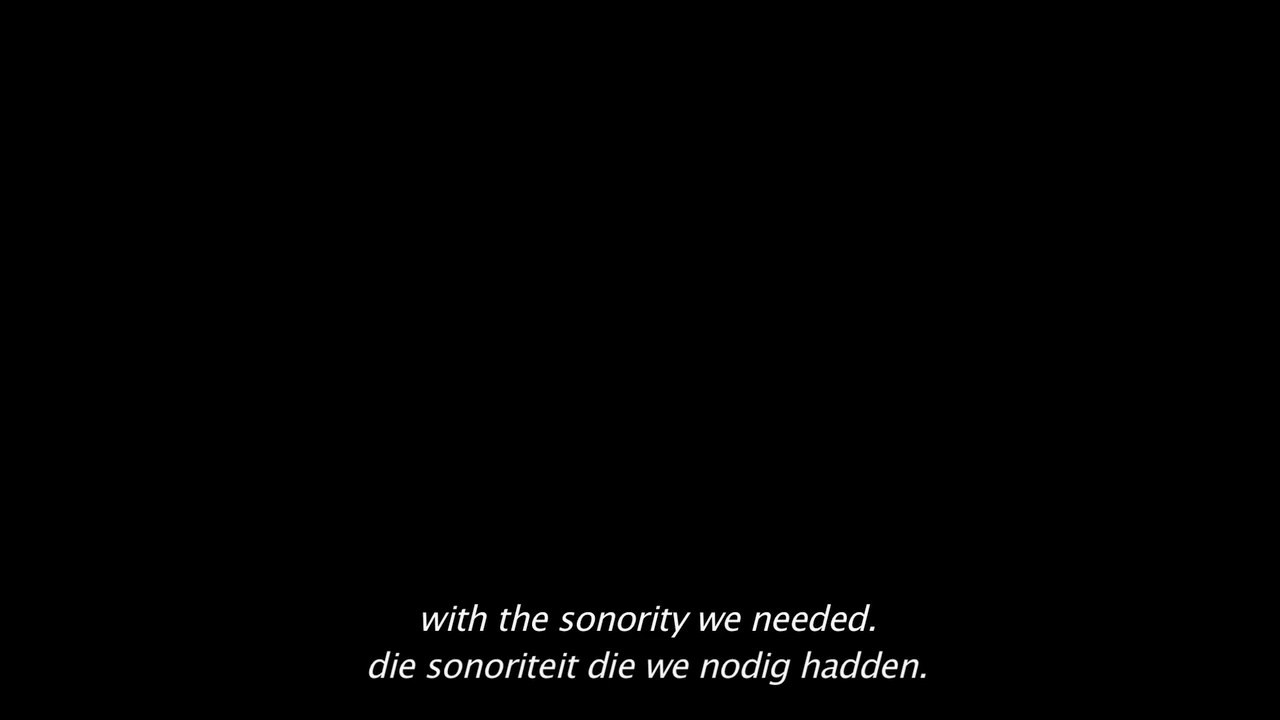 with the sonority we needed.
die sonoriteit die we nodig hadden.